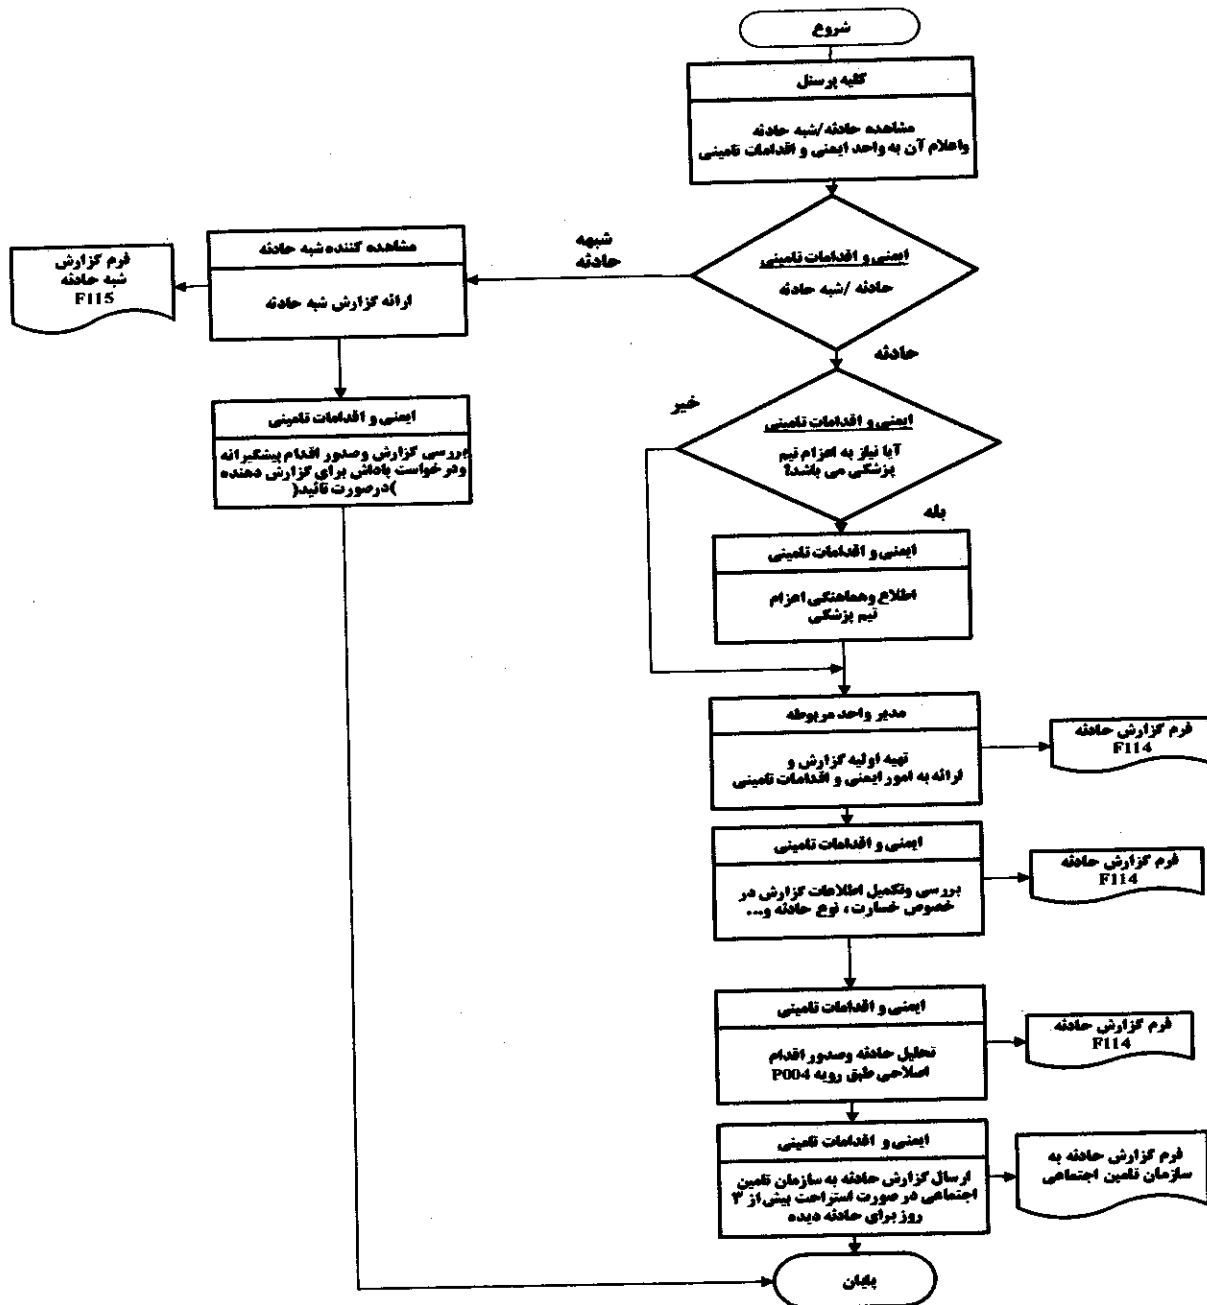 شروع
کلیه پرسنل
مشاهده حادثه/شبه حادثه
واعلام آن به واحد ایمنی و اقدامات تامینی
ایمنی و اقدامات تامینی
حادثه /شبه حادثه
شبهه
حادثه
مشاهده کننده شبه حادثه
ارائه گزارش شبه حادثه
فرم گزارش
شبه حادثه
F115
ایمنی و اقدامات تامینی
بررسی گزارش وصدور اقدام پیشگیرانه
ودرخواست پاداش برای گزارش دهنده
)درصورت تائید(
حادثه
ایمنی و اقدامات تامینی
آیا نیاز به اعزام تیم
پزشکی می باشد؟
خیر
بله
ایمنی و اقدامات تامینی
اطلاع وهماهنگی اعزام
تیم پزشکی
مدیر واحد مربوطه
تهیه اولیه گزارش و
ارائه به امور ایمنی و اقدامات تامینی
فرم گزارش حادثه
F114
ایمنی و اقدامات تامینی
بررسی وتکمیل اطلاعات گزارش در
خصوص خسارت، نوع حادثه و...
فرم گزارش حادثه
F114
ایمنی و اقدامات تامینی
تحلیل حادثه وصدور اقدام
اصلاحی طبق رویه P004
فرم گزارش حادثه
F114
ایمنی و اقدامات تامینی
ارسال گزارش حادثه به سازمان تامین
اجتماعی در صورت استراحت بیش از ۳
روز برای حادثه دیده
فرم گزارش حادثه به
سازمان تامین اجتماعی
پایان